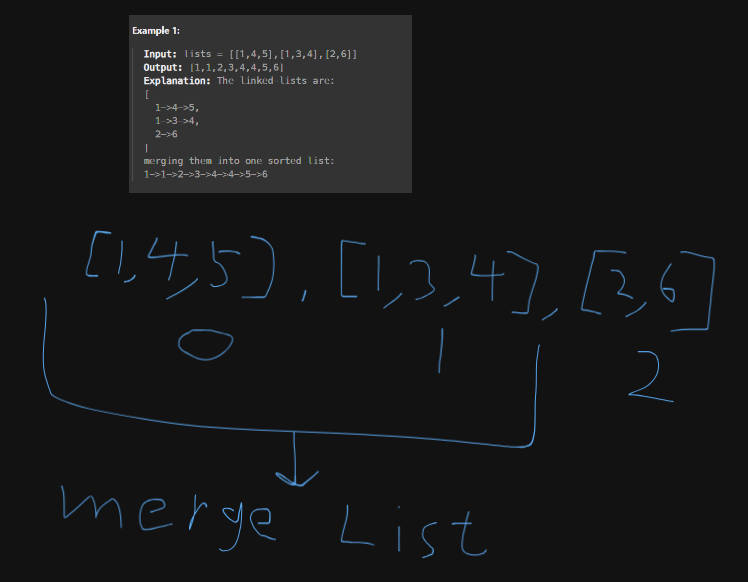 Example 1:
Input: lists = [[1,4,5],[1,3,4],[2,6]]
Output: [1,1,2,3,4,4,5,6]
Explanation: The linked lists are:
[
1->4->5,
1->3->4,
2->6
]
merging them into one sorted list:
1->1->2->3->4->4->5->6
[1,4,5], [1,3,4], [2,6]
0 1 2
merge List